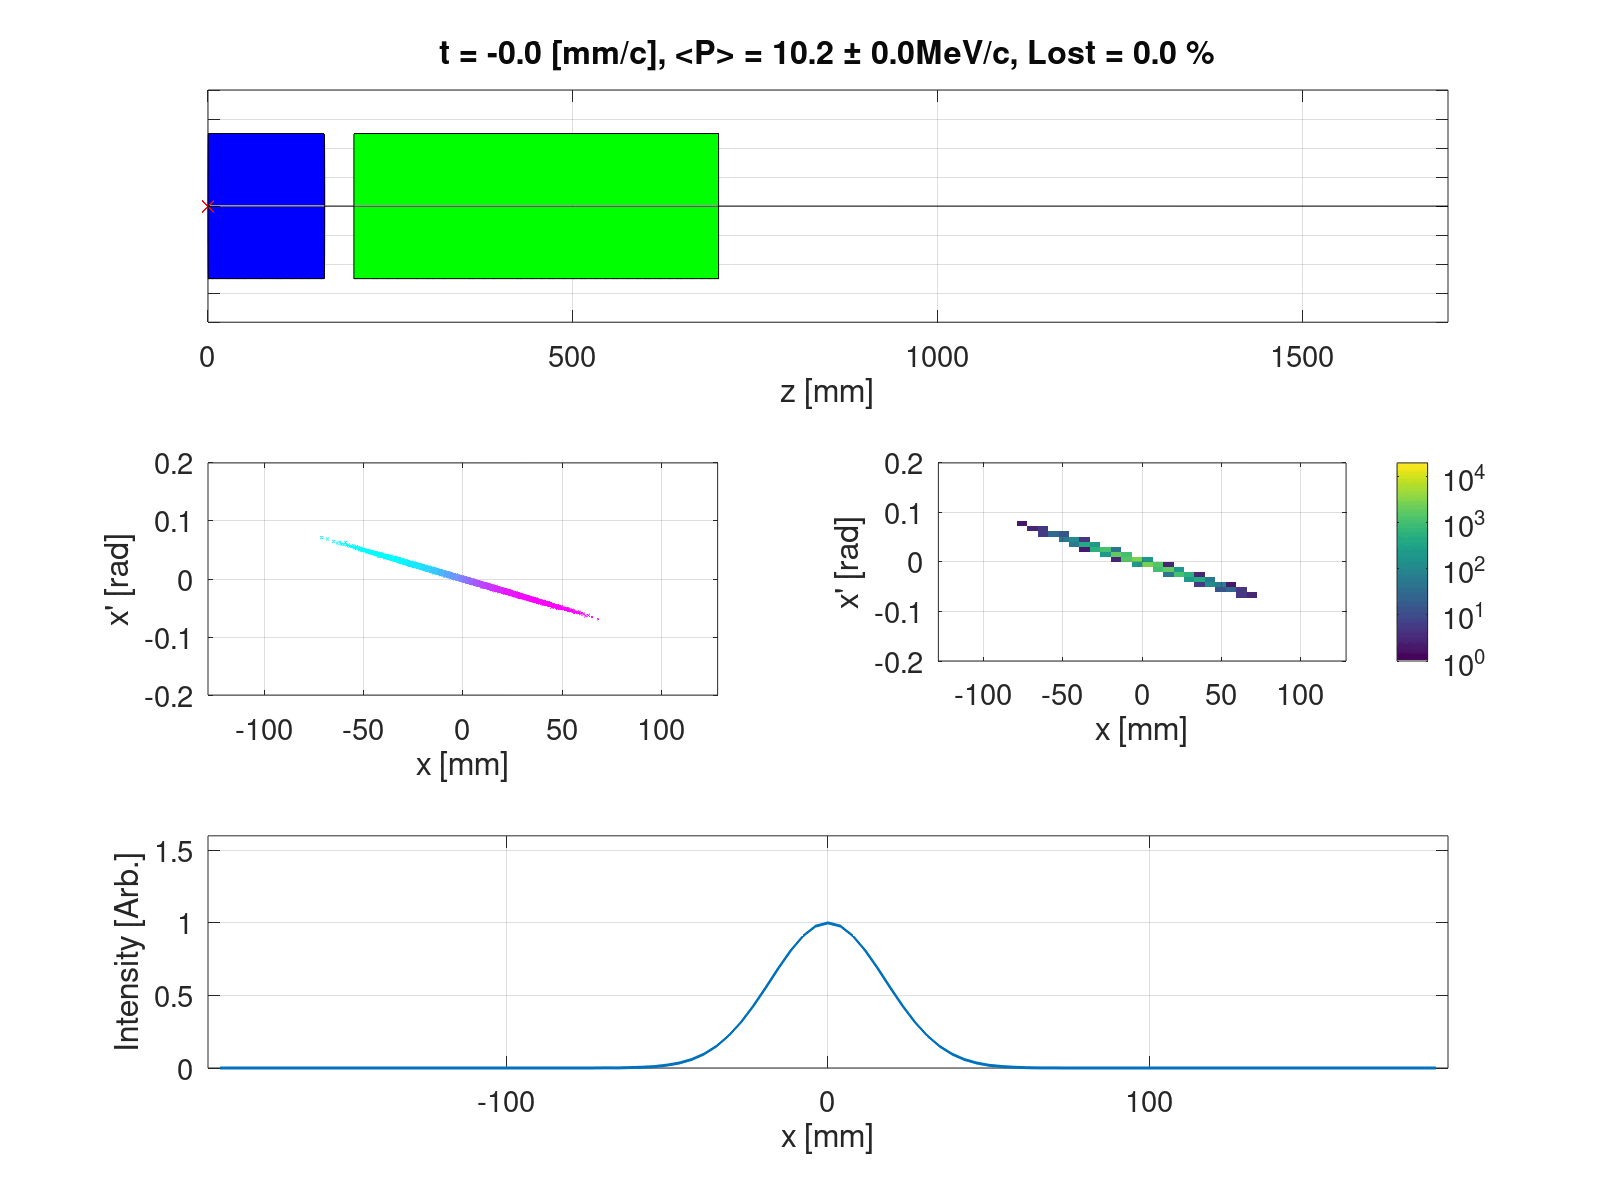 t = -0.0 [mm/c], <P> = 10.2 ± 0.0MeV/c, Lost = 0.0 %
0 500 1000 1500
z [mm]
0.2
0.1
0
-0.1
-0.2
x' [rad]
-100 -50 0 50 100
x [mm]
0.2
0.1
0
-0.1
-0.2
x' [rad]
-100 -50 0 50 100
x [mm]
10^4
10^3
10^2
10^1
10^0
1.5
1
0.5
0
Intensity [Arb.]
-100 0 100
x [mm]